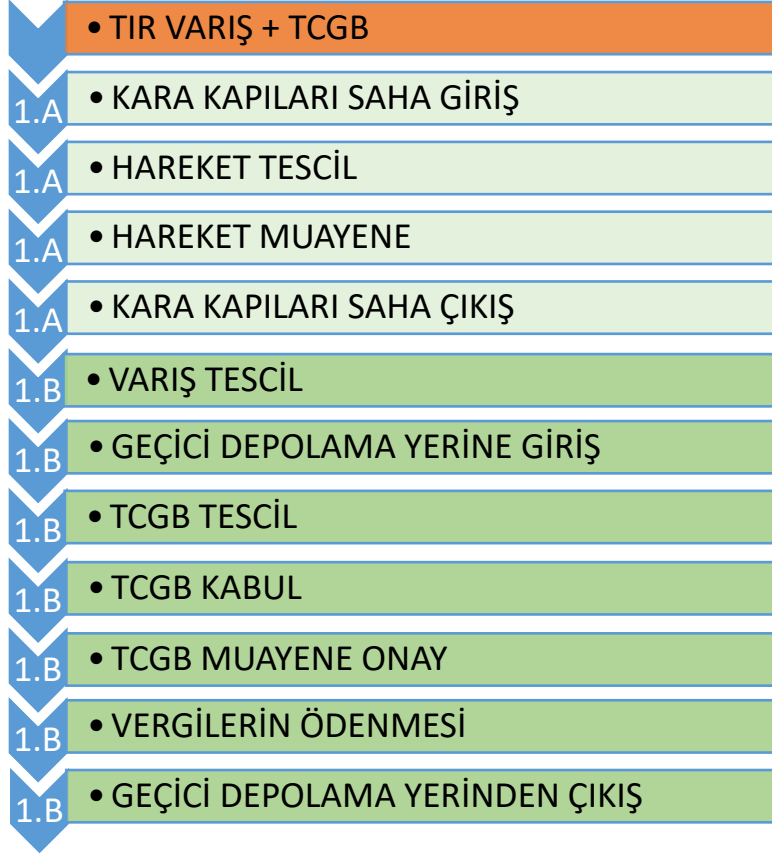 • TIR VARIŞ + TCGB
1.A • KARA KAPILARI SAHA GİRİŞ
1.A • HAREKET TESCİL
1.A • HAREKET MUAYENE
1.A • KARA KAPILARI SAHA ÇIKIŞ
1.B • VARIŞ TESCİL
1.B • GEÇİCİ DEPOLAMA YERİNE GİRİŞ
1.B • TCGB TESCİL
1.B • TCGB KABUL
1.B • TCGB MUAYENE ONAY
1.B • VERGİLERİN ÖDENMESİ
1.B • GEÇİCİ DEPOLAMA YERİNDEN ÇIKIŞ